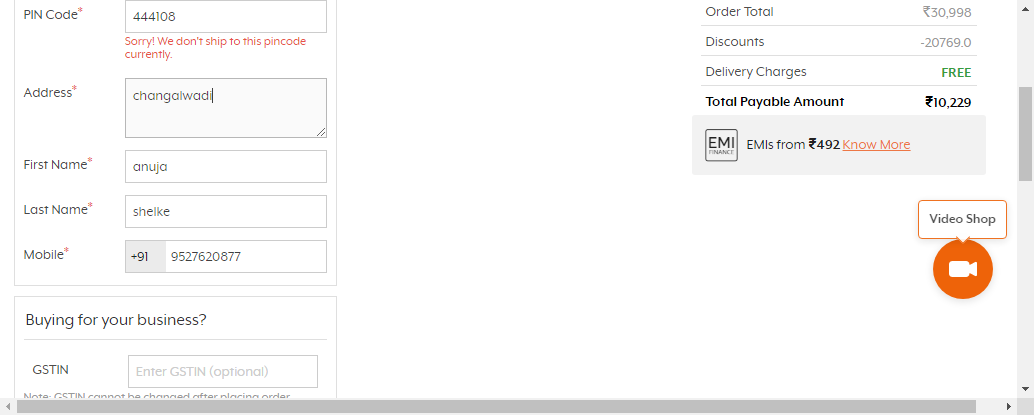 PIN Code*
444108
Sorry! We don't ship to this pincode
currently.
Address*
changalwadi
First Name*
anuja
Last Name*
shelke
Mobile*
+91 9527620877
Buying for your business?
GSTIN
Enter GSTIN (optional)
Note: GSTIN cannot be changed after placing order
Order Total ₹30,998
Discounts -20769.0
Delivery Charges FREE
Total Payable Amount ₹10,229
EMI
FINANCE
EMIs from ₹492 Know More
Video Shop